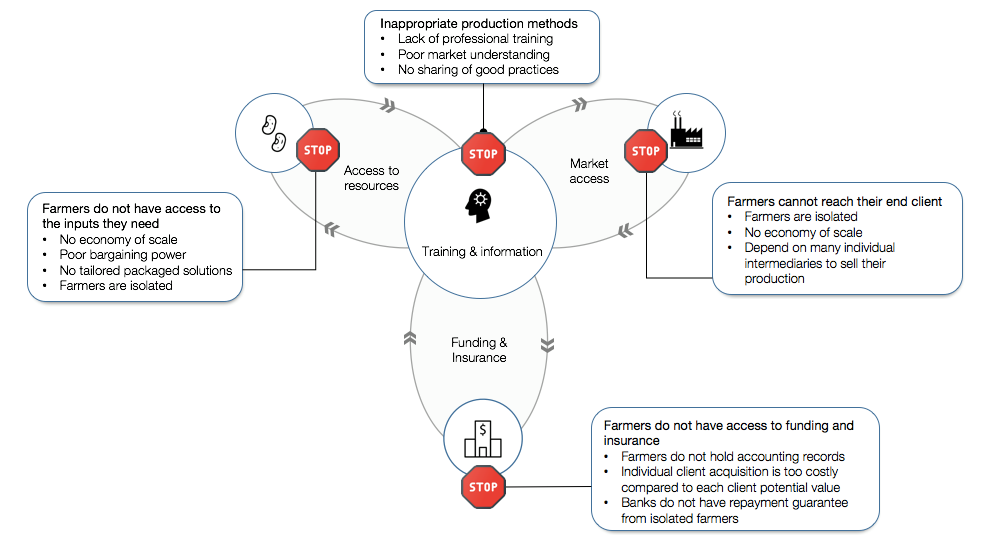 Inappropriate production methods
• Lack of professional training
• Poor market understanding
• No sharing of good practices
STOP
STOP
STOP
Access to
resources
Market
access
Training & information
Farmers do not have access to
the inputs they need
• No economy of scale
• Poor bargaining power
• No tailored packaged solutions
• Farmers are isolated
Farmers cannot reach their end client
• Farmers are isolated
• No economy of scale
• Depend on many individual
intermediaries to sell their
production
Funding &
Insurance
$
STOP
Farmers do not have access to funding and
insurance
• Farmers do not hold accounting records
• Individual client acquisition is too costly
compared to each client potential value
• Banks do not have repayment guarantee
from isolated farmers